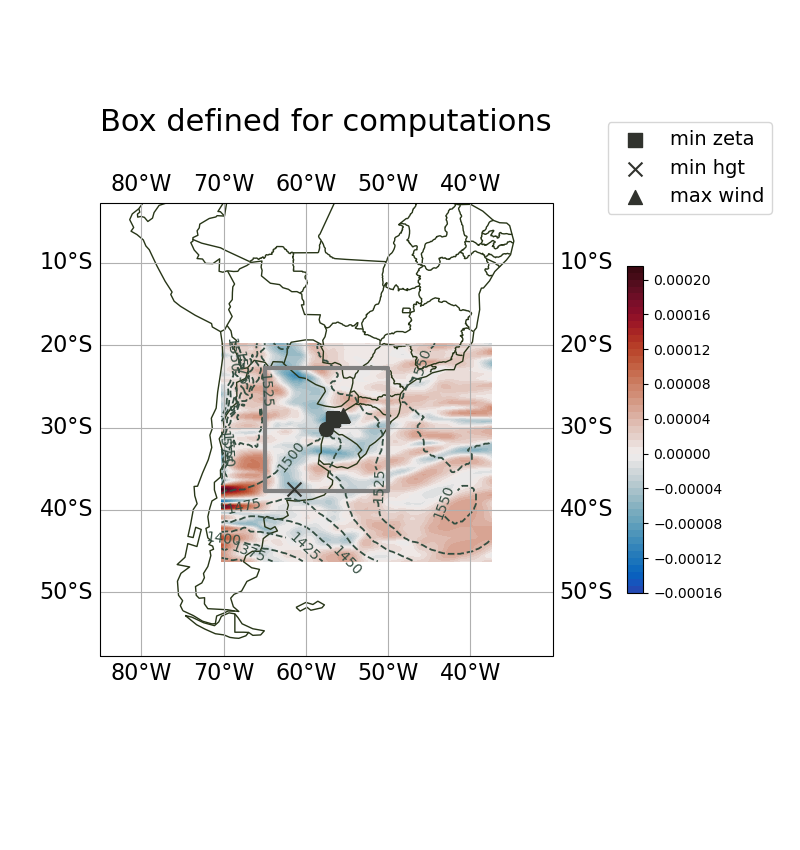 Box defined for computations
min zeta
min hgt
max wind
80°W 70°W 60°W 50°W 40°W
10°S 10°S
20°S 20°S
30°S 30°S
40°S 40°S
50°S 50°S
80°W 70°W 60°W 50°W 40°W
0.00020
0.00016
0.00012
0.00008
0.00004
0.00000
−0.00004
−0.00008
−0.00012
−0.00016
1525
1500
1525
1550
1475
1400
1375
1425
1450